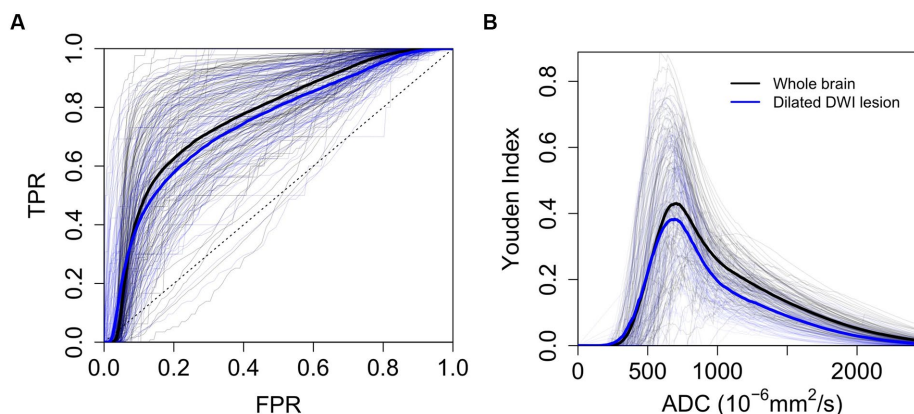 A
B
1.0
0.8
0.6
0.4
0.2
0.0
TPR
0.0
0.2
0.4
0.6
0.8
1.0
FPR
0.8
0.6
0.4
0.2
0.0
Youden Index
Whole brain
Dilated DWI lesion
0
500
1000
2000
ADC (10⁻⁶mm²/s)